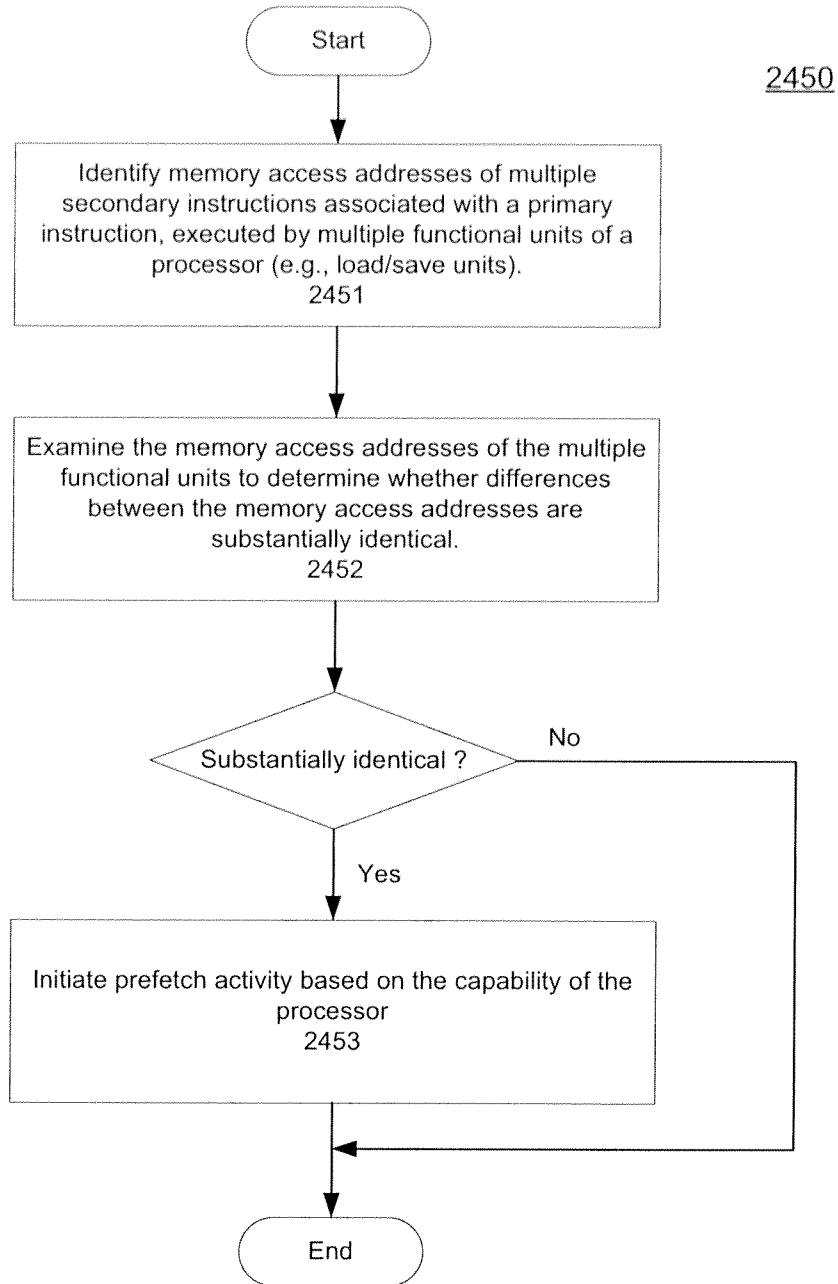 Start
2450
Identify memory access addresses of multiple
secondary instructions associated with a primary
instruction, executed by multiple functional units of a
processor (e.g., load/save units).
2451
Examine the memory access addresses of the multiple
functional units to determine whether differences
between the memory access addresses are
substantially identical.
2452
Substantially identical ?
No
Yes
Initiate prefetch activity based on the capability of the
processor
2453
End